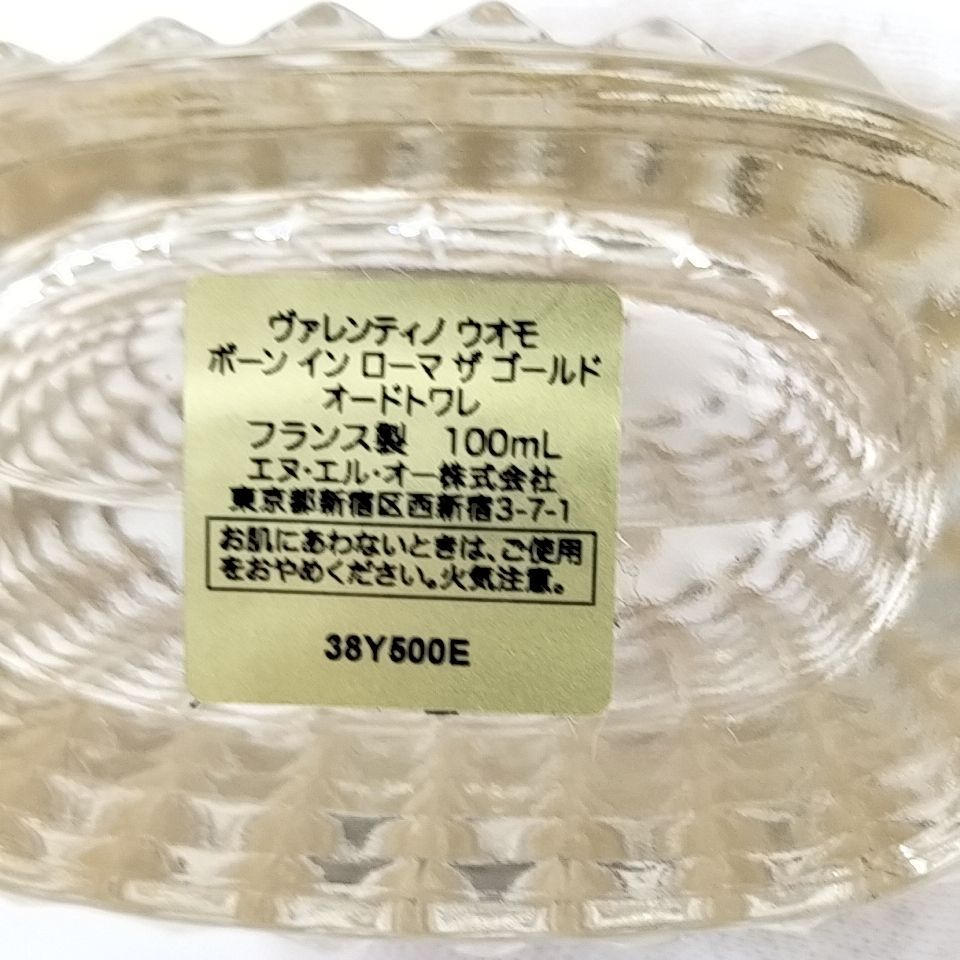 ヴァレンティノ ウオモ
ボーン イン ローマ ザ ゴールド
オードトワレ
フランス製 100mL
エヌ・エル・オー株式会社
東京都新宿区西新宿3-7-1
お肌にあわないときは、ご使用
をおやめください。火気注意。
38Y500E